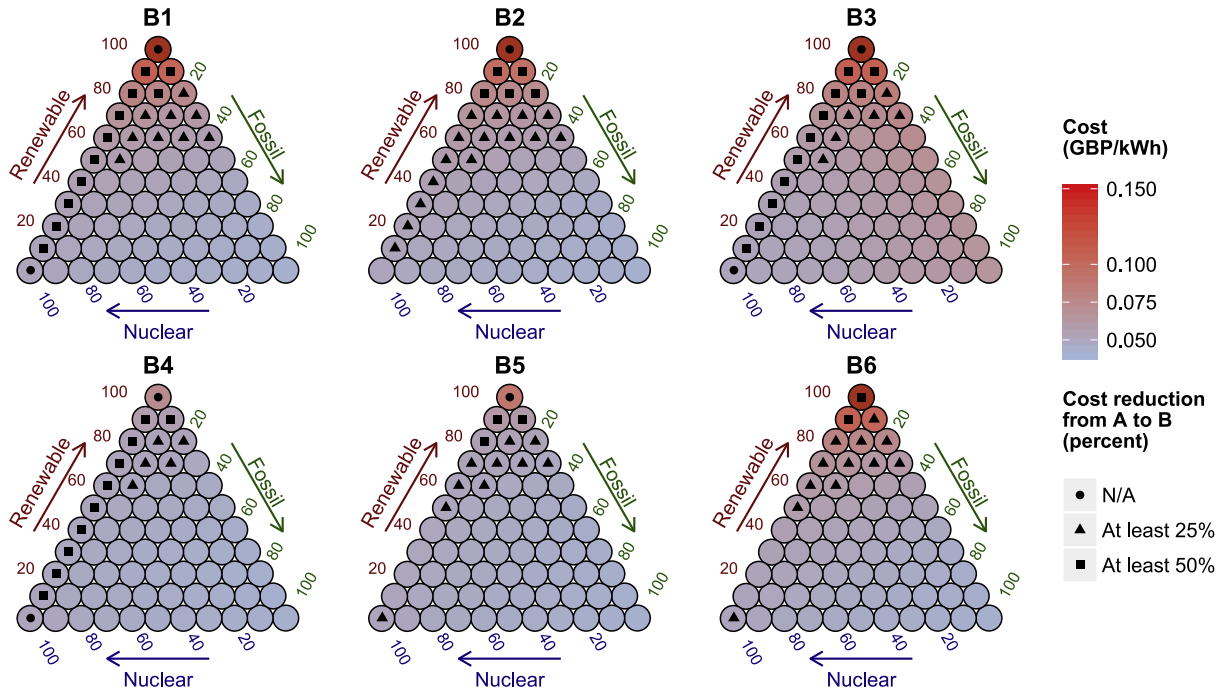 B1
100
80
60
40
20
Renewable
20
40
60
80
100
Fossil
100
80
60
40
20
Nuclear
B2
100
80
60
40
20
Renewable
20
40
60
80
100
Fossil
100
80
60
40
20
Nuclear
B3
100
80
60
40
20
Renewable
20
40
60
80
100
Fossil
100
80
60
40
20
Nuclear
B4
100
80
60
40
20
Renewable
20
40
60
80
100
Fossil
100
80
60
40
20
Nuclear
B5
100
80
60
40
20
Renewable
20
40
60
80
100
Fossil
100
80
60
40
20
Nuclear
B6
100
80
60
40
20
Renewable
20
40
60
80
100
Fossil
100
80
60
40
20
Nuclear
Cost
(GBP/kWh)
0.150
0.100
0.075
0.050
Cost reduction
from A to B
(percent)
N/A
At least 25%
At least 50%